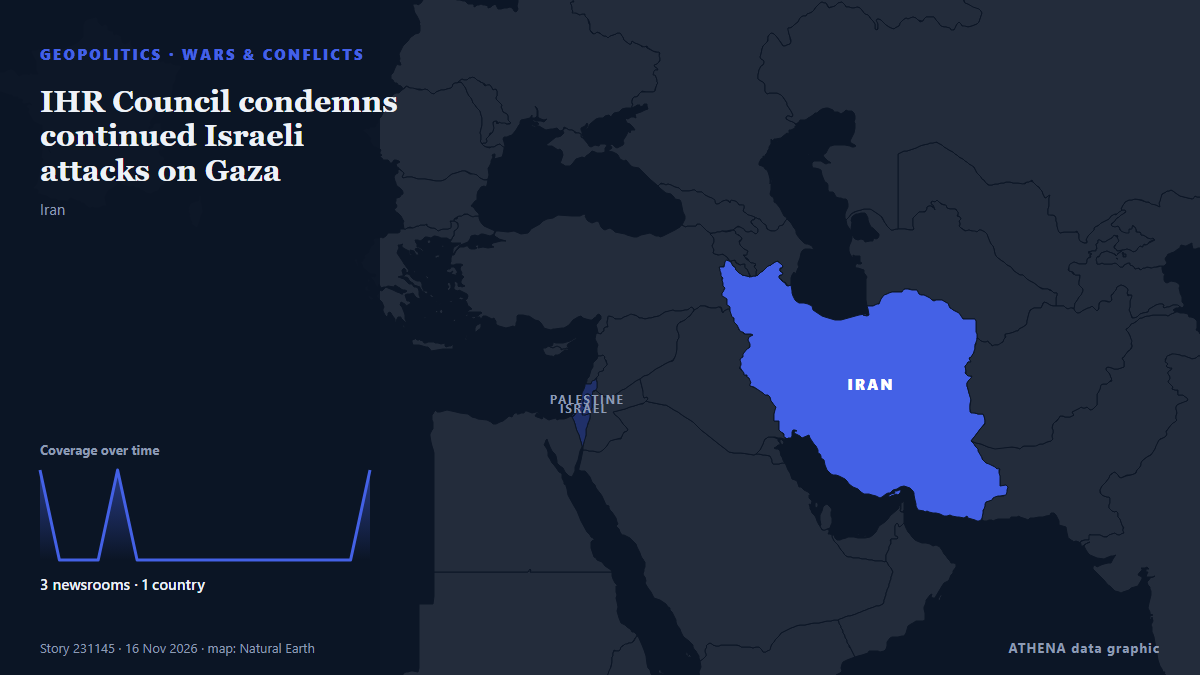 GEOPOLITICS · WARS & CONFLICTS
IHR Council condemns
continued Israeli
attacks on Gaza
Iran
IRAN
PALESTINE
ISRAEL
Coverage over time
3 newsrooms · 1 country
Story 231145 · 16 Nov 2026 · map: Natural Earth
ATHENA data graphic